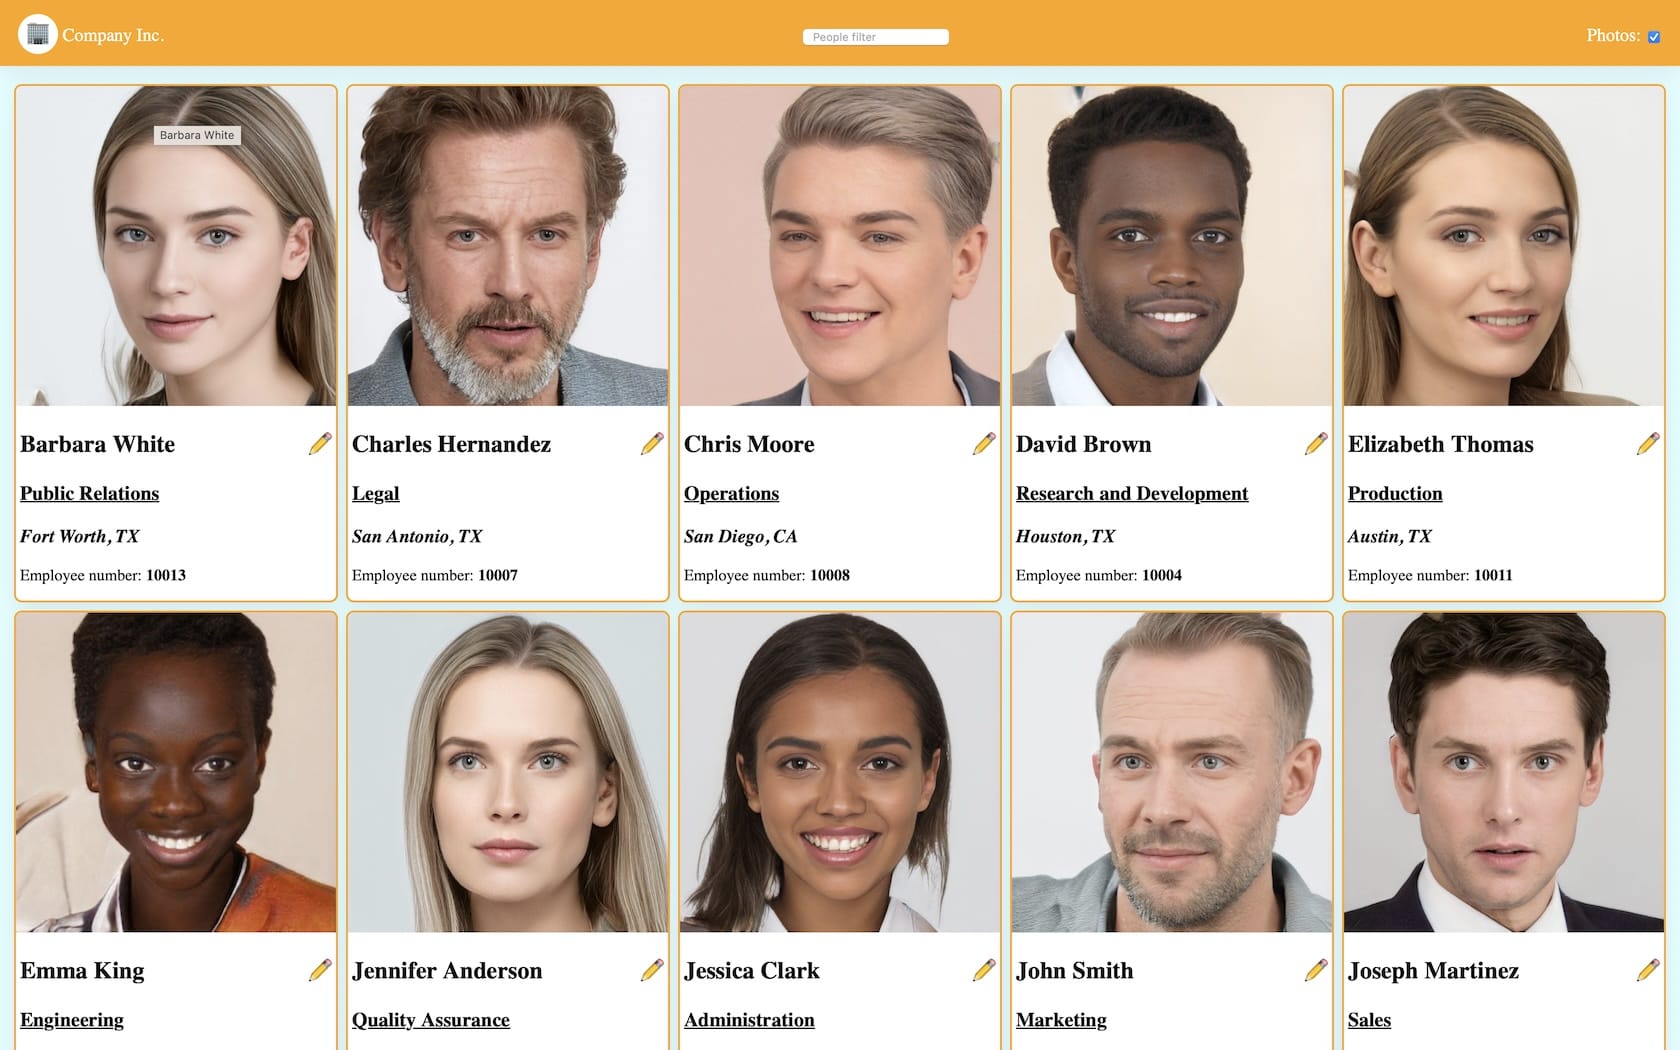 Company Inc.
People filter
Photos:
Barbara White
Barbara White
Public Relations
Fort Worth, TX
Employee number: 10013
Charles Hernandez
Legal
San Antonio, TX
Employee number: 10007
Chris Moore
Operations
San Diego, CA
Employee number: 10008
David Brown
Research and Development
Houston, TX
Employee number: 10004
Elizabeth Thomas
Production
Austin, TX
Employee number: 10011
Emma King
Engineering
Jennifer Anderson
Quality Assurance
Jessica Clark
Administration
John Smith
Marketing
Joseph Martinez
Sales